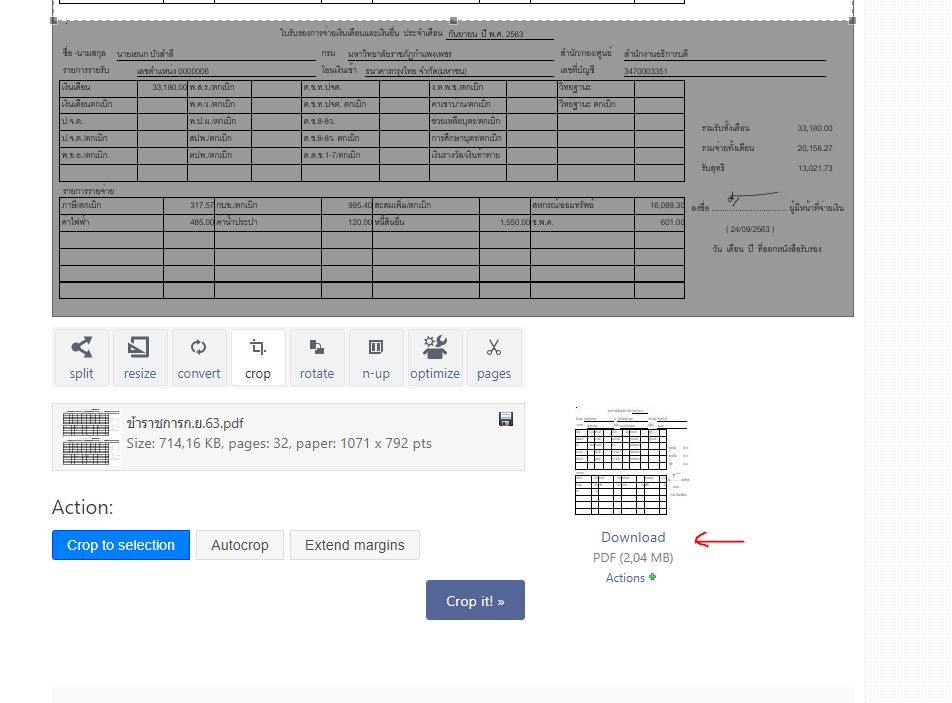 ใบรับรองการจ่ายเงินเดือนและเงินอื่น ประจำเดือน กันยายน ปี พ.ศ. 2563
ชื่อ -นามสกุล นายเอนก บัวสำลี กรม มหาวิทยาลัยราชภัฏกำแพงเพชร สำนัก/กอง/ศูนย์ สำนักงานอธิการบดี
รายการรายรับ เลขตำแหน่ง 0000006 โอนเงินเข้า ธนาคารกรุงไทย จำกัด(มหาชน) เลขที่บัญชี 3470003351
เงินเดือน 33,180.00 พ.ส.ร./ตกเบิก ต.ข.ท.ปจต. ง.ต.พ.ข./ตกเบิก วิทยฐานะ
เงินเดือนตกเบิก พ.ค.ว./ตกเบิก ต.ข.ท.ปจต. ตกเบิก ค่าเช่าบาน/ตกเบิก วิทยฐานะ ตกเบิก
ป.จ.ต. พ.ป.ผ./ตกเบิก ต.ข.8-8ว. ช่วยเหลือบุตร/ตกเบิก
ป.จ.ต./ตกเบิก สปพ./ตกเบิก ต.ข.8-8ว. ตกเบิก การศึกษาบุตร/ตกเบิก
พ.ข.อ./ตกเบิก ตปพ./ตกเบิก ต.ด.ข.1-7/ตกเบิก เงินรางวัล/เงินท้าทาย
รวมรับทั้งเดือน 33,180.00
รวมจ่ายทั้งเดือน 20,158.27
รับสุทธิ 13,021.73
รายการรายจ่าย
ภาษี/ตกเบิก 317.57 กบข./ตกเบิก 995.40 สะสมเพิ่ม/ตกเบิก สหกรณ์/ออมทรัพย์ 16,089.30
ค่าไฟฟ้า 485.00 ค่าน้ำประปา 120.00 หนี้สินอื่น 1,550.00 ช.พ.ค. 601.00
ลงชื่อ ผู้มีหน้าที่จ่ายเงิน
( 24/09/2563 )
วัน เดือน ปี ที่ออกหนังสือรับรอง
split resize convert crop rotate n-up optimize pages
ข้าราชการก.ย.63.pdf
Size: 714,16 KB, pages: 32, paper: 1071 x 792 pts
Action:
Crop to selection Autocrop Extend margins
Crop it! »
Download
PDF (2,04 MB)
Actions